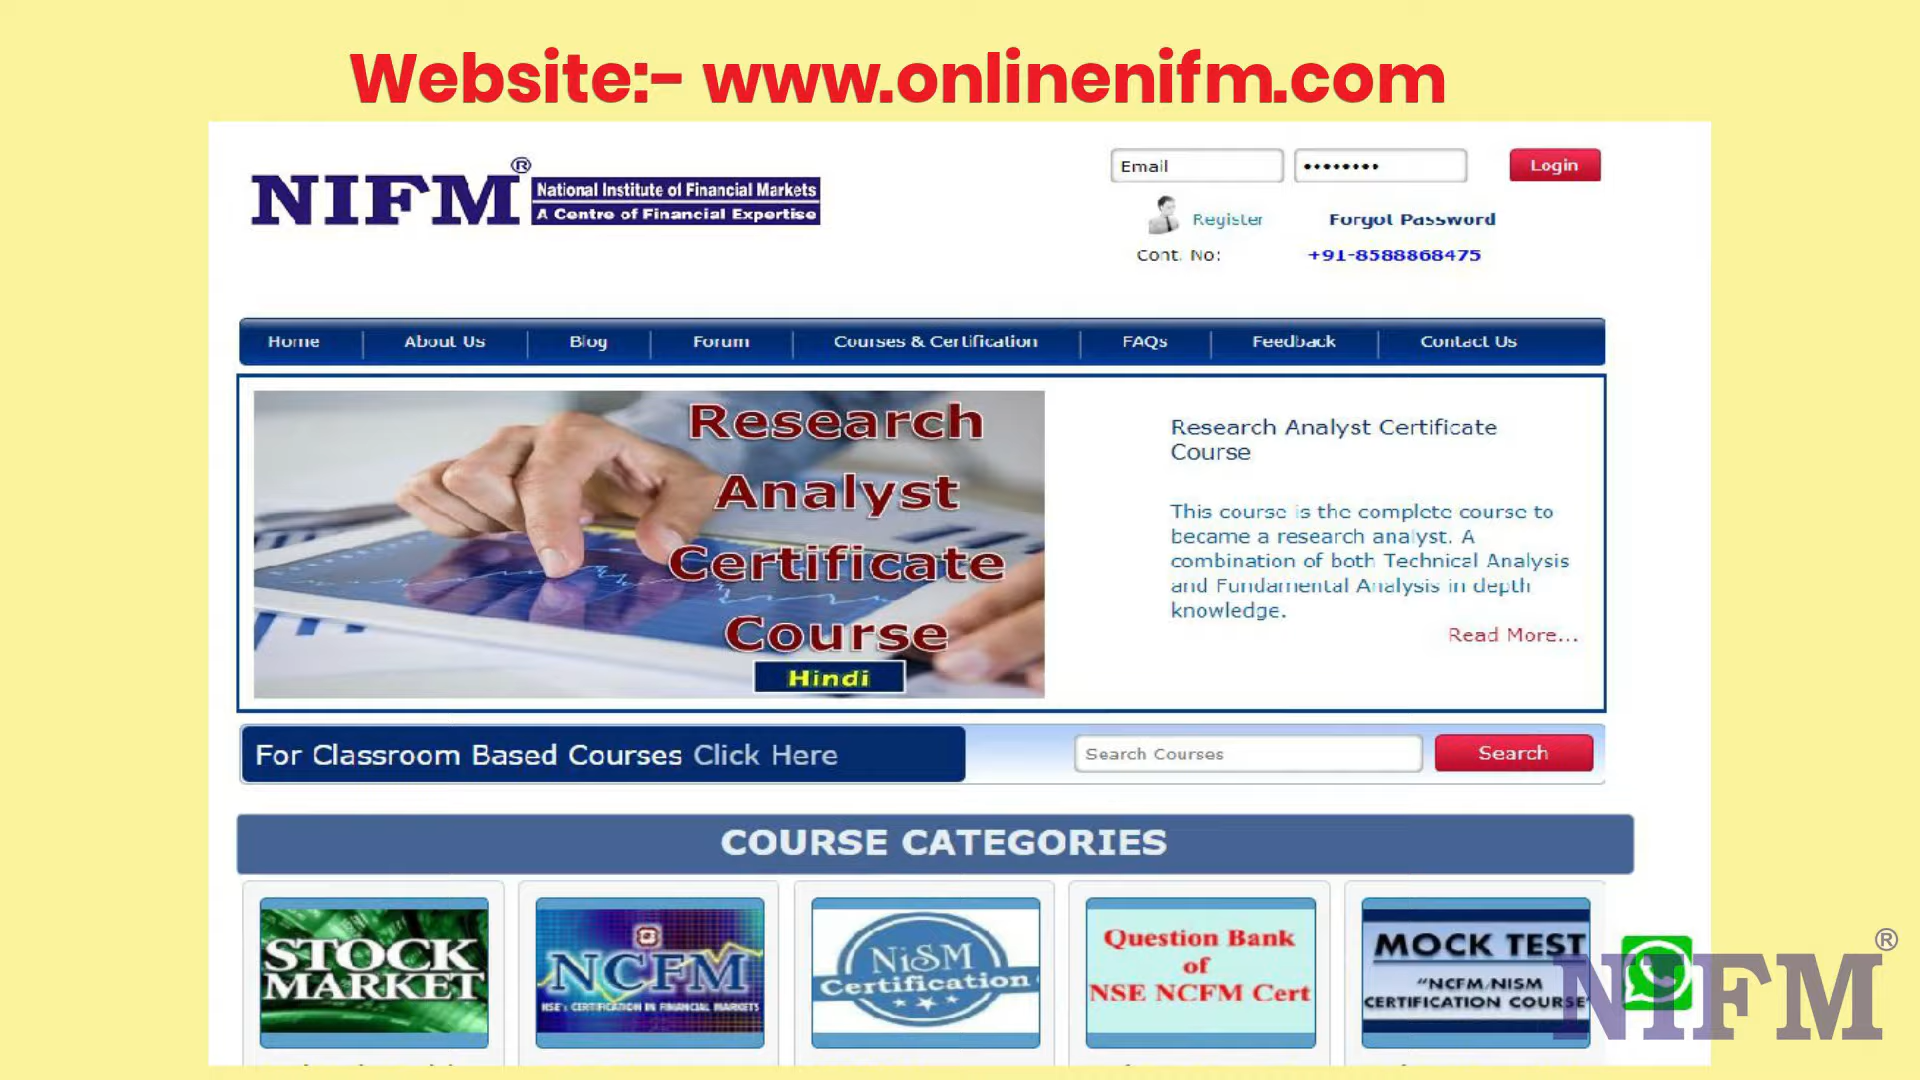 Website:- www.onlinenifm.com
NIFM®
National Institute of Financial Markets
A Centre of Financial Expertise
Email
Login
Register
Forgot Password
Cont. No:
+91-8588868475
Home
About Us
Blog
Forum
Courses & Certification
FAQs
Feedback
Contact Us
Research
Analyst
Certificate
Course
Hindi
Research Analyst Certificate
Course
This course is the complete course to
became a research analyst. A
combination of both Technical Analysis
and Fundamental Analysis in depth
knowledge.
Read More...
For Classroom Based Courses Click Here
Search Courses
Search
COURSE CATEGORIES
STOCK
MARKET
NCFM
NSE's CERTIFICATION IN FINANCIAL MARKETS
NiSM
Certification
Question Bank
of
NSE NCFM Cert
MOCK TEST
"NCFM/NISM
CERTIFICATION COURSE"
NIFM®